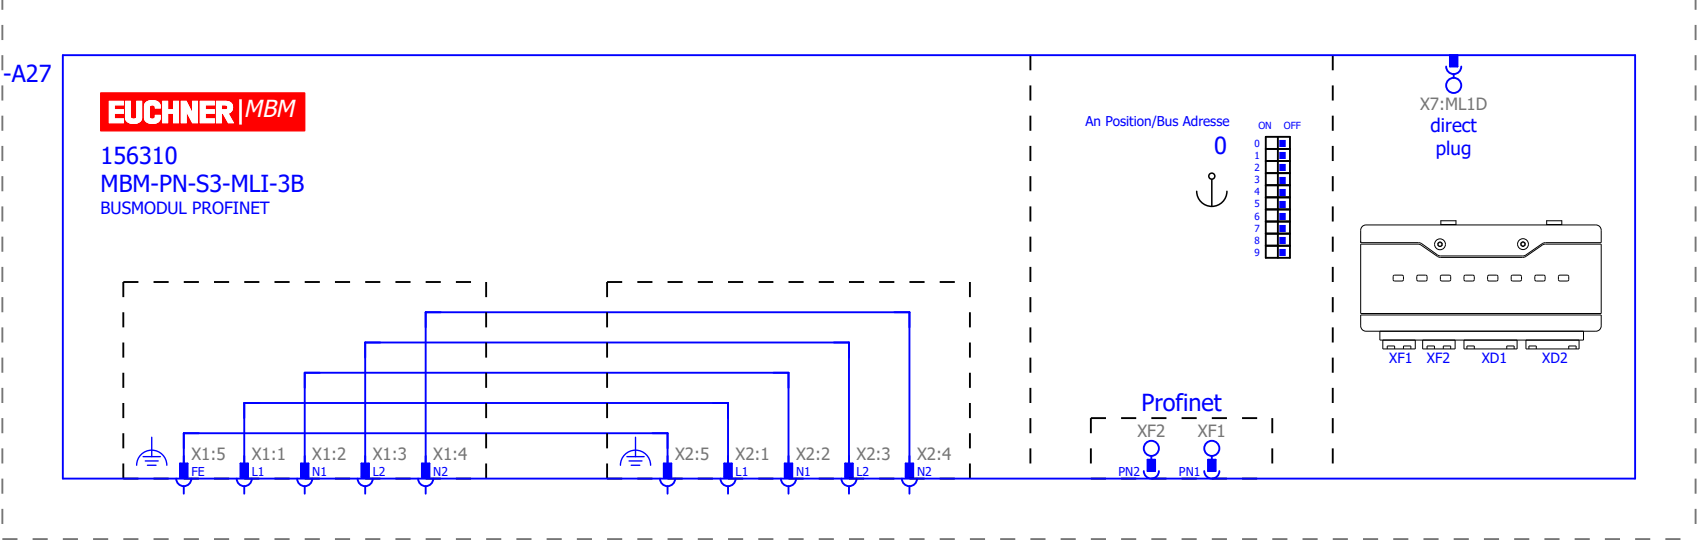 -A27
EUCHNER|MBM
156310
MBM-PN-S3-MLI-3B
BUSMODUL PROFINET
An Position/Bus Adresse
0
ON OFF
0
1
2
3
4
5
6
7
8
9
X7:ML1D
direct
plug
XF1 XF2 XD1 XD2
Profinet
XF2 XF1
PN2 PN1
X1:5 X1:1 X1:2 X1:3 X1:4
FE L1 N1 L2 N2
X2:5 X2:1 X2:2 X2:3 X2:4
L1 N1 L2 N2